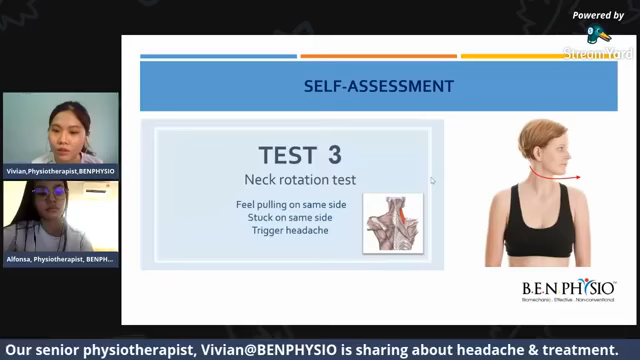 Powered by
StreamYard
SELF-ASSESSMENT
TEST 3
Neck rotation test
Feel pulling on same side
Stuck on same side
Trigger headache
Vivian,Physiotherapist,BENPHYSIO
Alfonsa, Physiotherapist, BENPH...
B.E.N PHYSIO
Biomechanic . Effective . Non-conventional
Our senior physiotherapist, Vivian@BENPHYSIO is sharing about headache & treatment.